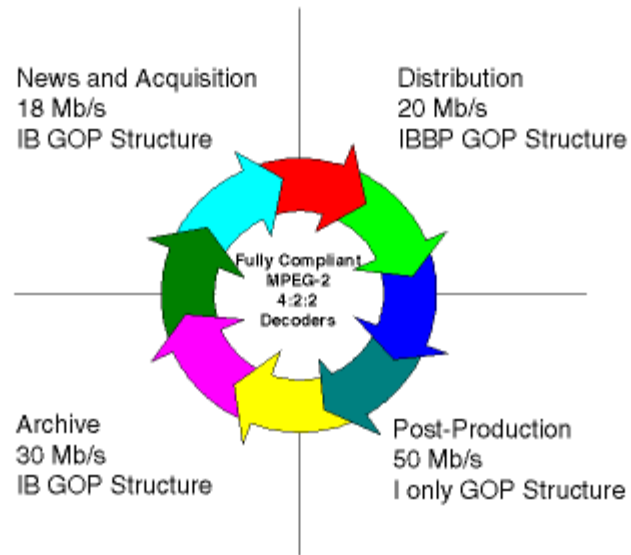 News and Acquisition
18 Mb/s
IB GOP Structure
Distribution
20 Mb/s
IBBP GOP Structure
Fully Compliant
MPEG-2
4:2:2
Decoders
Archive
30 Mb/s
IB GOP Structure
Post-Production
50 Mb/s
I only GOP Structure